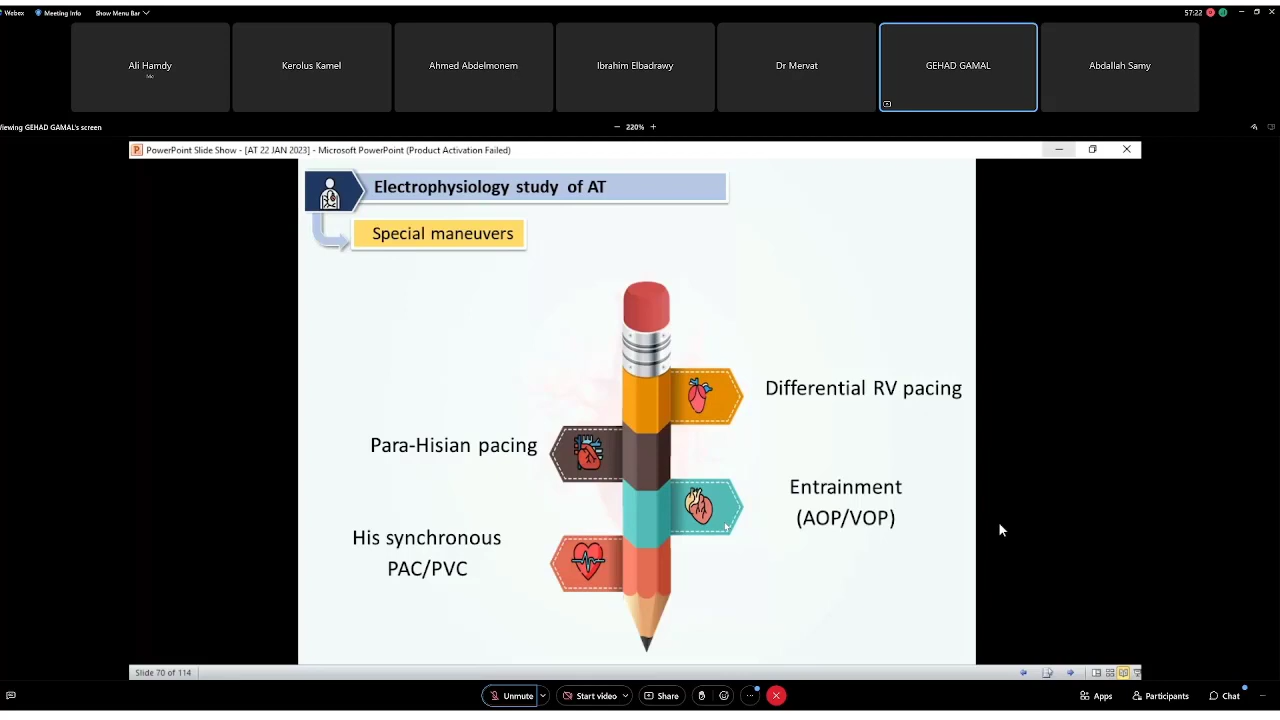 Webex
Meeting Info
Show Menu Bar
57:22
Ali Hamdy
Me
Kerolus Kamel
Ahmed Abdelmonem
Ibrahim Elbadrawy
Dr Mervat
GEHAD GAMAL
Abdallah Samy
Viewing GEHAD GAMAL's screen
− 220% +
PowerPoint Slide Show - [AT 22 JAN 2023] - Microsoft PowerPoint (Product Activation Failed)
Electrophysiology study of AT
Special maneuvers
Differential RV pacing
Para-Hisian pacing
Entrainment
(AOP/VOP)
His synchronous
PAC/PVC
Slide 70 of 114
Unmute
Start video
Share
Apps
Participants
Chat